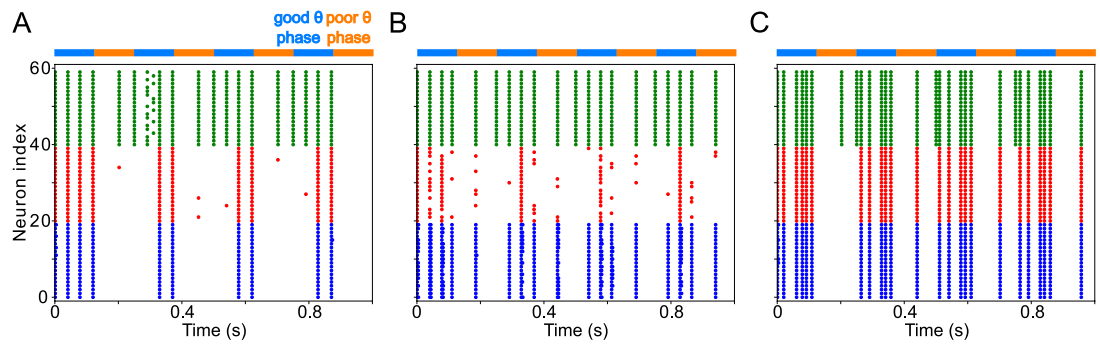 A
good θ poor θ
phase phase
B
C
Neuron index
60
40
20
0
0 0.4 0.8
Time (s)
0 0.4 0.8
Time (s)
0 0.4 0.8
Time (s)